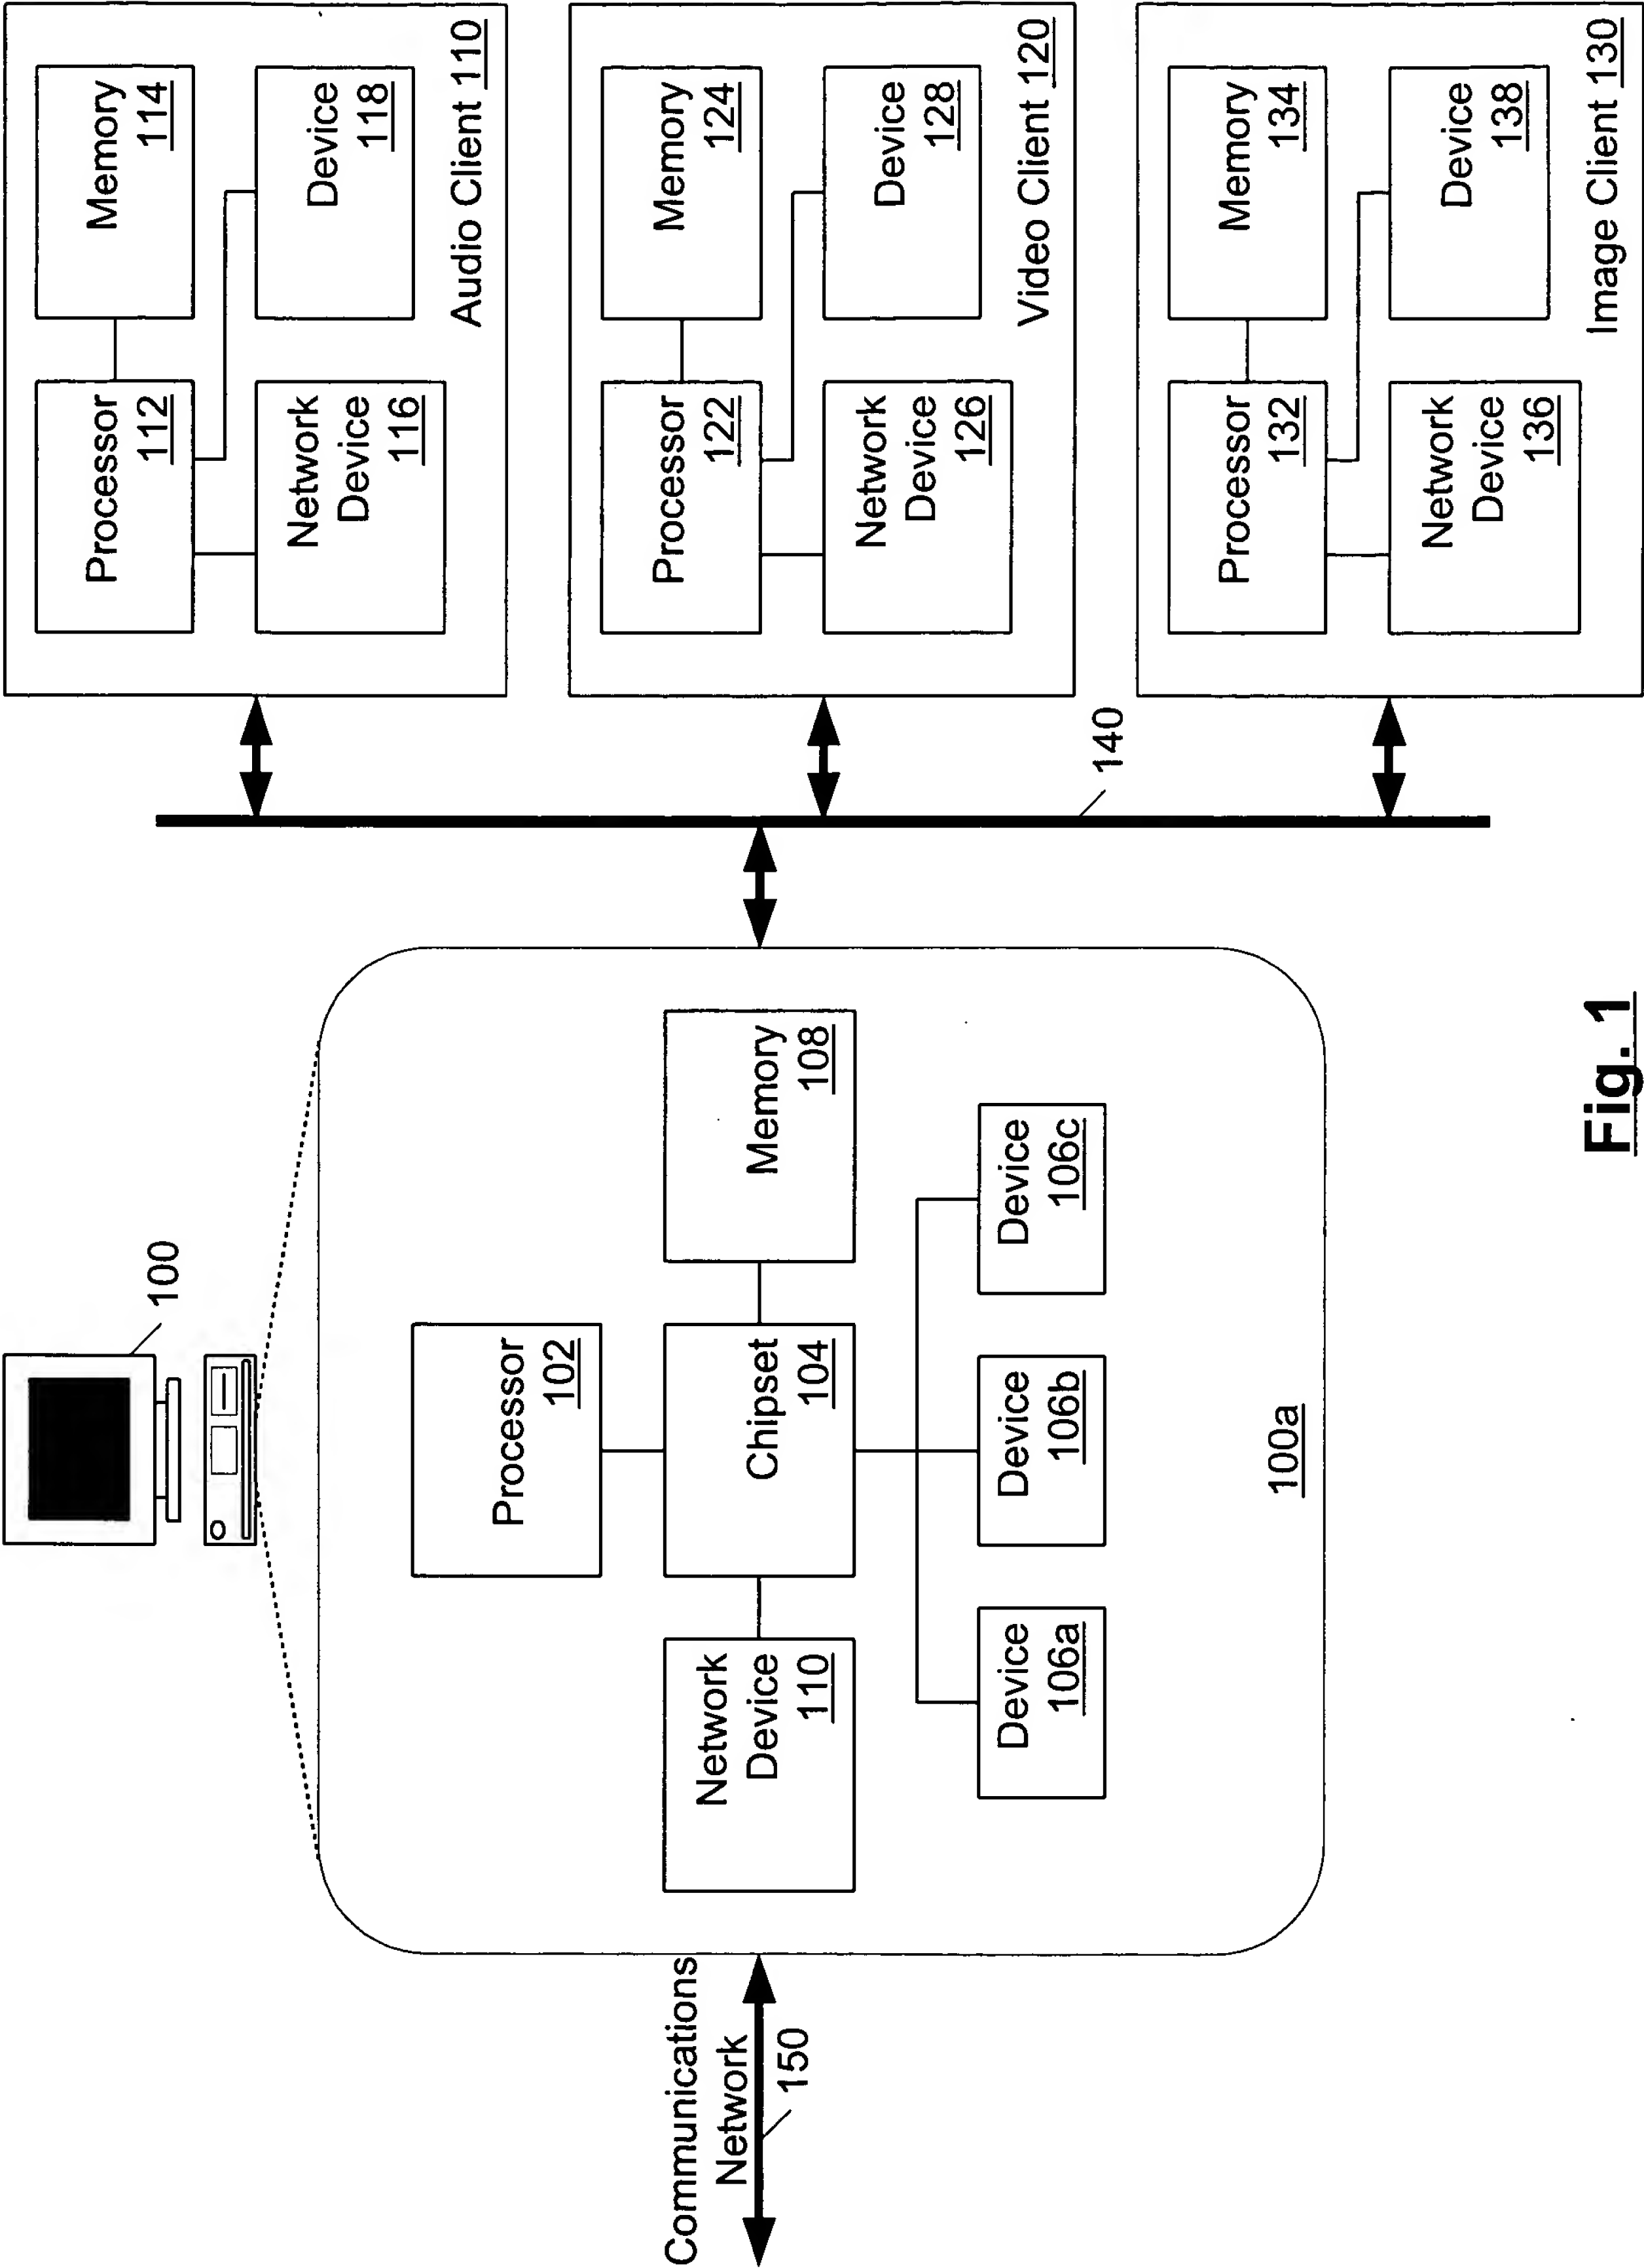 100
Communications
Network
150
Processor
102
Network
Device
110
Chipset
104
Memory
108
Device
106a
Device
106b
Device
106c
100a
140
Processor
112
Memory
114
Network
Device
116
Device
118
Audio Client 110
Processor
122
Memory
124
Network
Device
126
Device
128
Video Client 120
Processor
132
Memory
134
Network
Device
136
Device
138
Image Client 130
Fig. 1